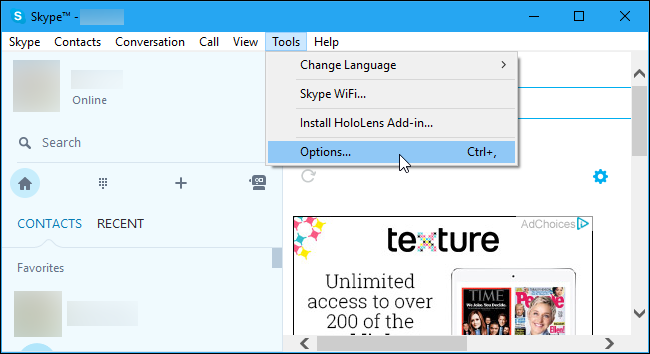 Skype™ -
Skype Contacts Conversation Call View Tools Help
Change Language
Skype WiFi...
Install HoloLens Add-in...
Options... Ctrl+,
Online
Search
CONTACTS RECENT
Favorites
AdChoices
texture
Unlimited
access to over
200 of the
TIME
People